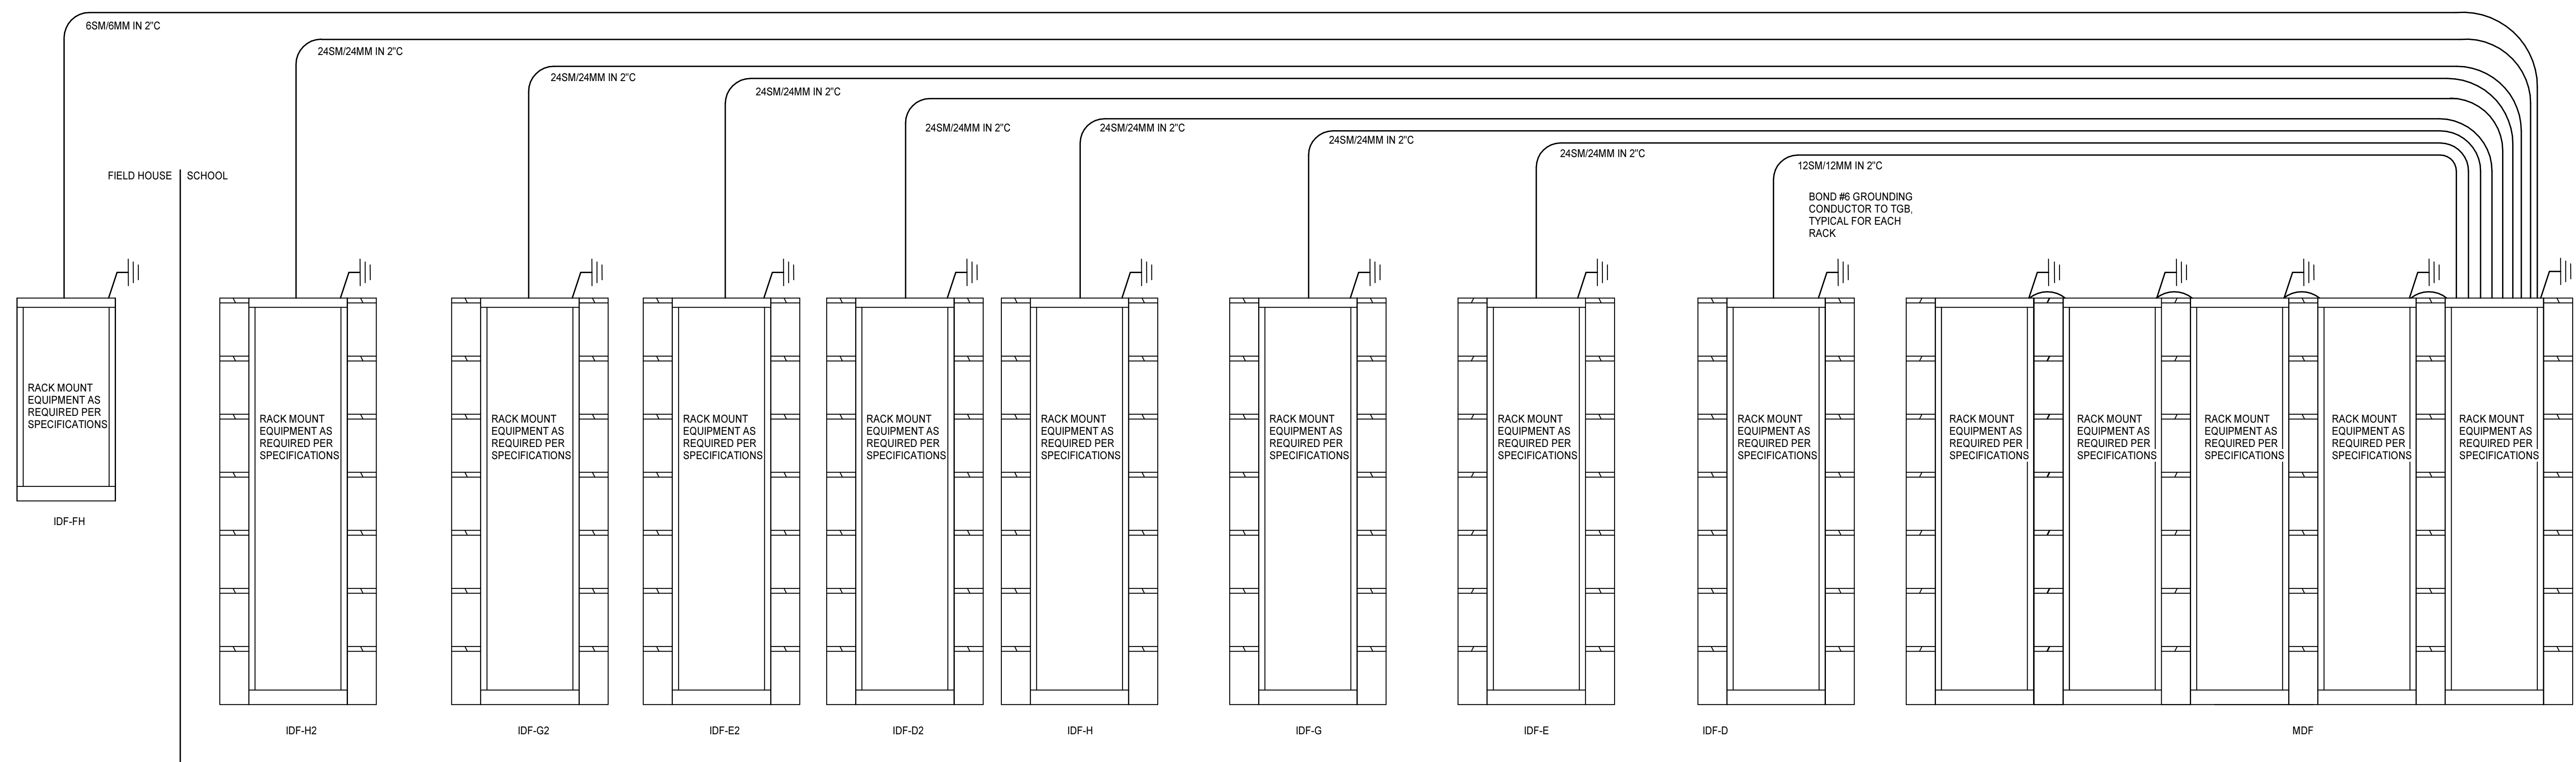 6SM/6MM IN 2"C
24SM/24MM IN 2"C
24SM/24MM IN 2"C
24SM/24MM IN 2"C
24SM/24MM IN 2"C
24SM/24MM IN 2"C
24SM/24MM IN 2"C
24SM/24MM IN 2"C
12SM/12MM IN 2"C
FIELD HOUSE
SCHOOL
BOND #6 GROUNDING
CONDUCTOR TO TGB,
TYPICAL FOR EACH
RACK
RACK MOUNT
EQUIPMENT AS
REQUIRED PER
SPECIFICATIONS
RACK MOUNT
EQUIPMENT AS
REQUIRED PER
SPECIFICATIONS
RACK MOUNT
EQUIPMENT AS
REQUIRED PER
SPECIFICATIONS
RACK MOUNT
EQUIPMENT AS
REQUIRED PER
SPECIFICATIONS
RACK MOUNT
EQUIPMENT AS
REQUIRED PER
SPECIFICATIONS
RACK MOUNT
EQUIPMENT AS
REQUIRED PER
SPECIFICATIONS
RACK MOUNT
EQUIPMENT AS
REQUIRED PER
SPECIFICATIONS
RACK MOUNT
EQUIPMENT AS
REQUIRED PER
SPECIFICATIONS
RACK MOUNT
EQUIPMENT AS
REQUIRED PER
SPECIFICATIONS
RACK MOUNT
EQUIPMENT AS
REQUIRED PER
SPECIFICATIONS
RACK MOUNT
EQUIPMENT AS
REQUIRED PER
SPECIFICATIONS
RACK MOUNT
EQUIPMENT AS
REQUIRED PER
SPECIFICATIONS
RACK MOUNT
EQUIPMENT AS
REQUIRED PER
SPECIFICATIONS
RACK MOUNT
EQUIPMENT AS
REQUIRED PER
SPECIFICATIONS
IDF-FH
IDF-H2
IDF-G2
IDF-E2
IDF-D2
IDF-H
IDF-G
IDF-E
IDF-D
MDF